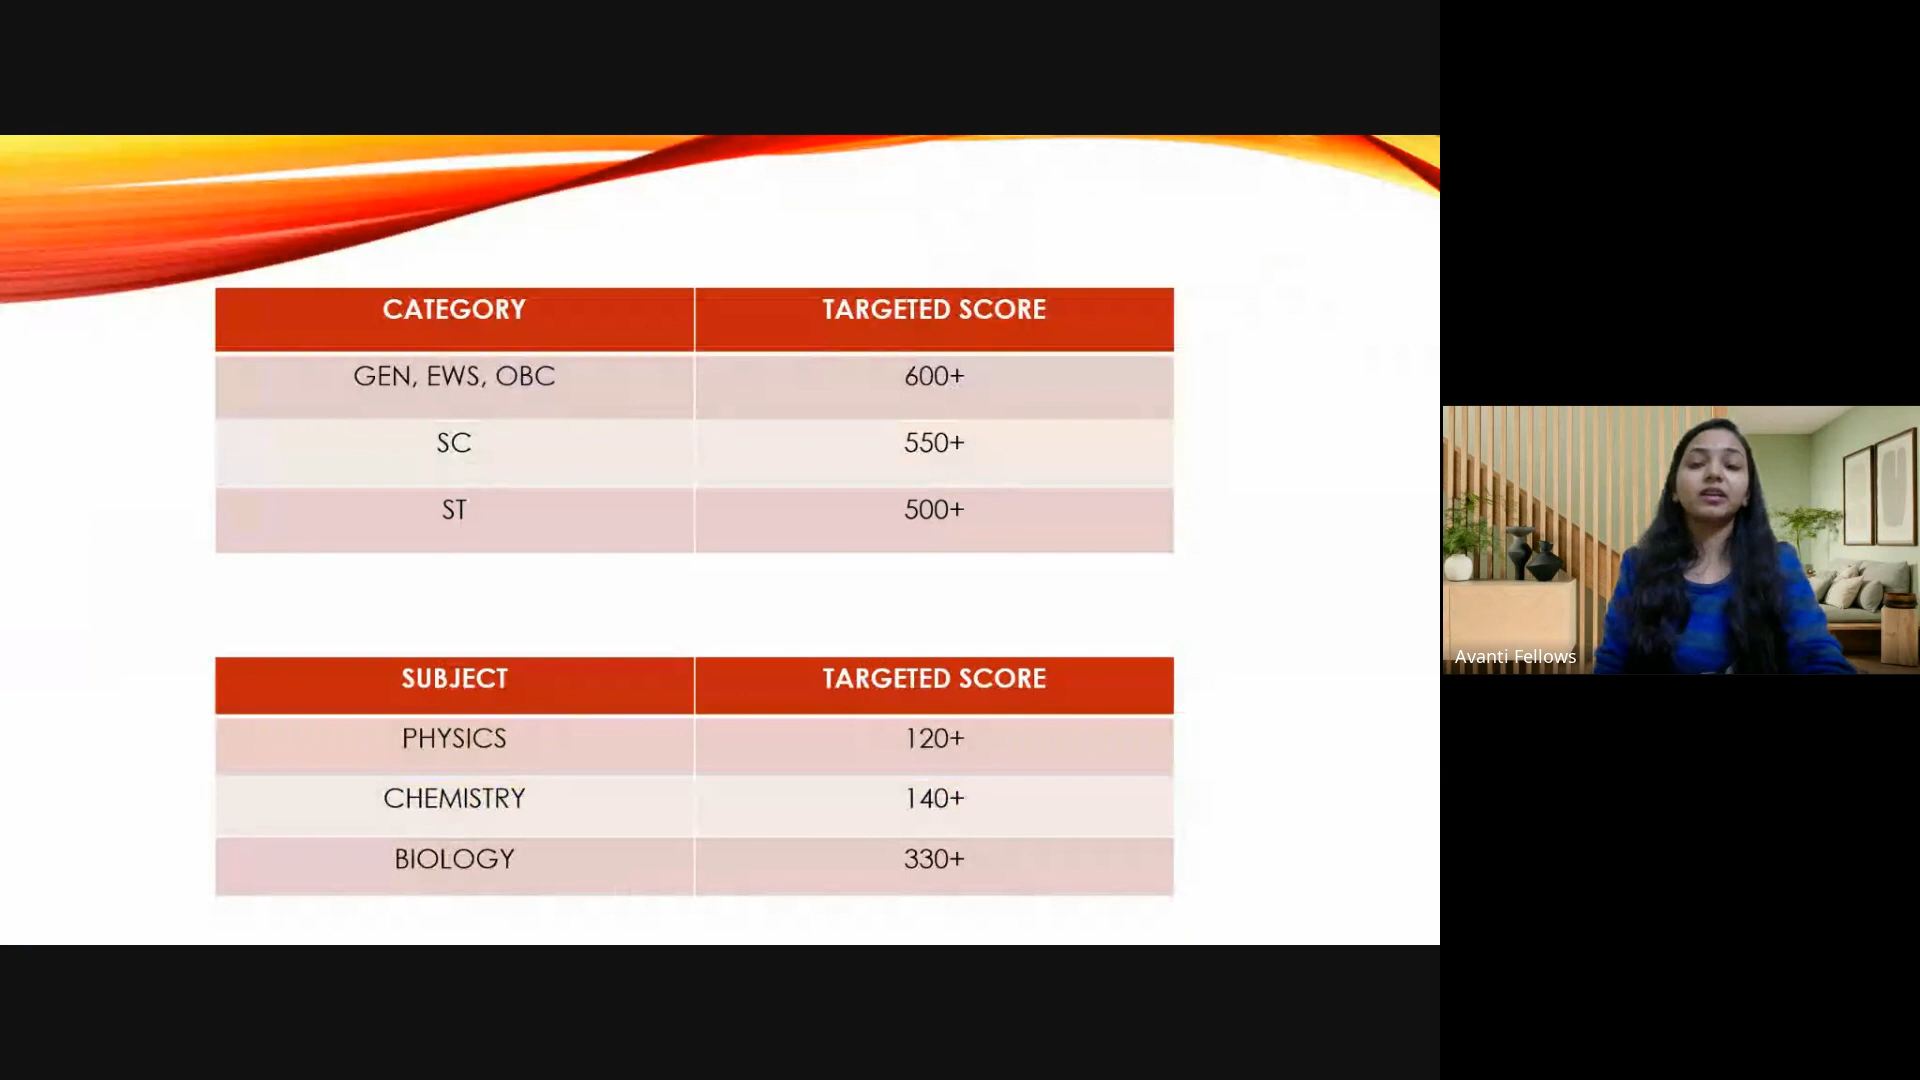 CATEGORY TARGETED SCORE
GEN, EWS, OBC 600+
SC 550+
ST 500+
SUBJECT TARGETED SCORE
PHYSICS 120+
CHEMISTRY 140+
BIOLOGY 330+
Avanti Fellows